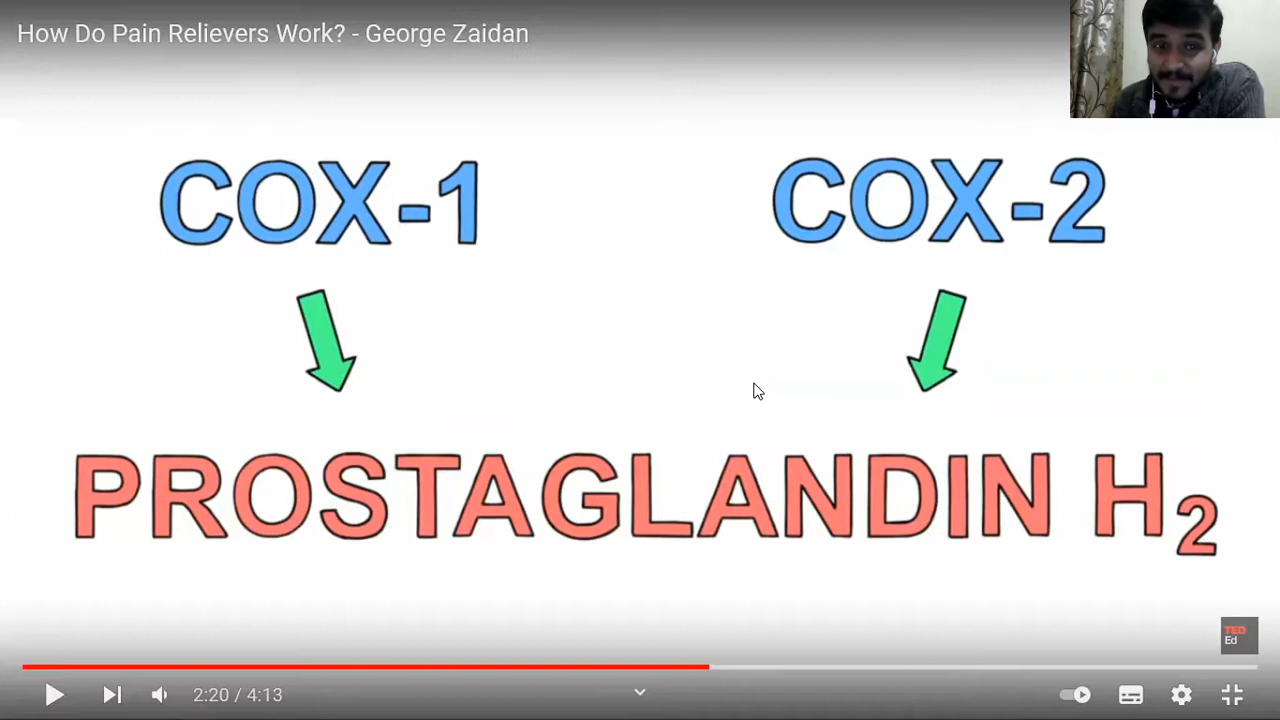 How Do Pain Relievers Work? - George Zaidan
COX-1 COX-2
PROSTAGLANDIN H₂
TED
Ed
2:20 / 4:13